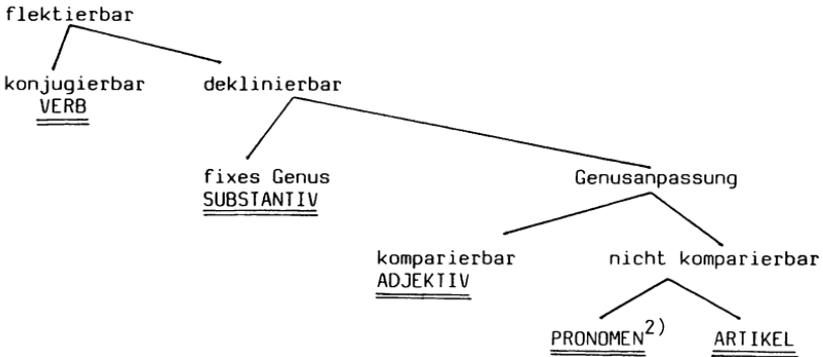 flektierbar
konjugierbar deklinierbar
VERB
fixes Genus Genusanpassung
SUBSTANTIV
komparierbar nicht komparierbar
ADJEKTIV
PRONOMEN2) ARTIKEL